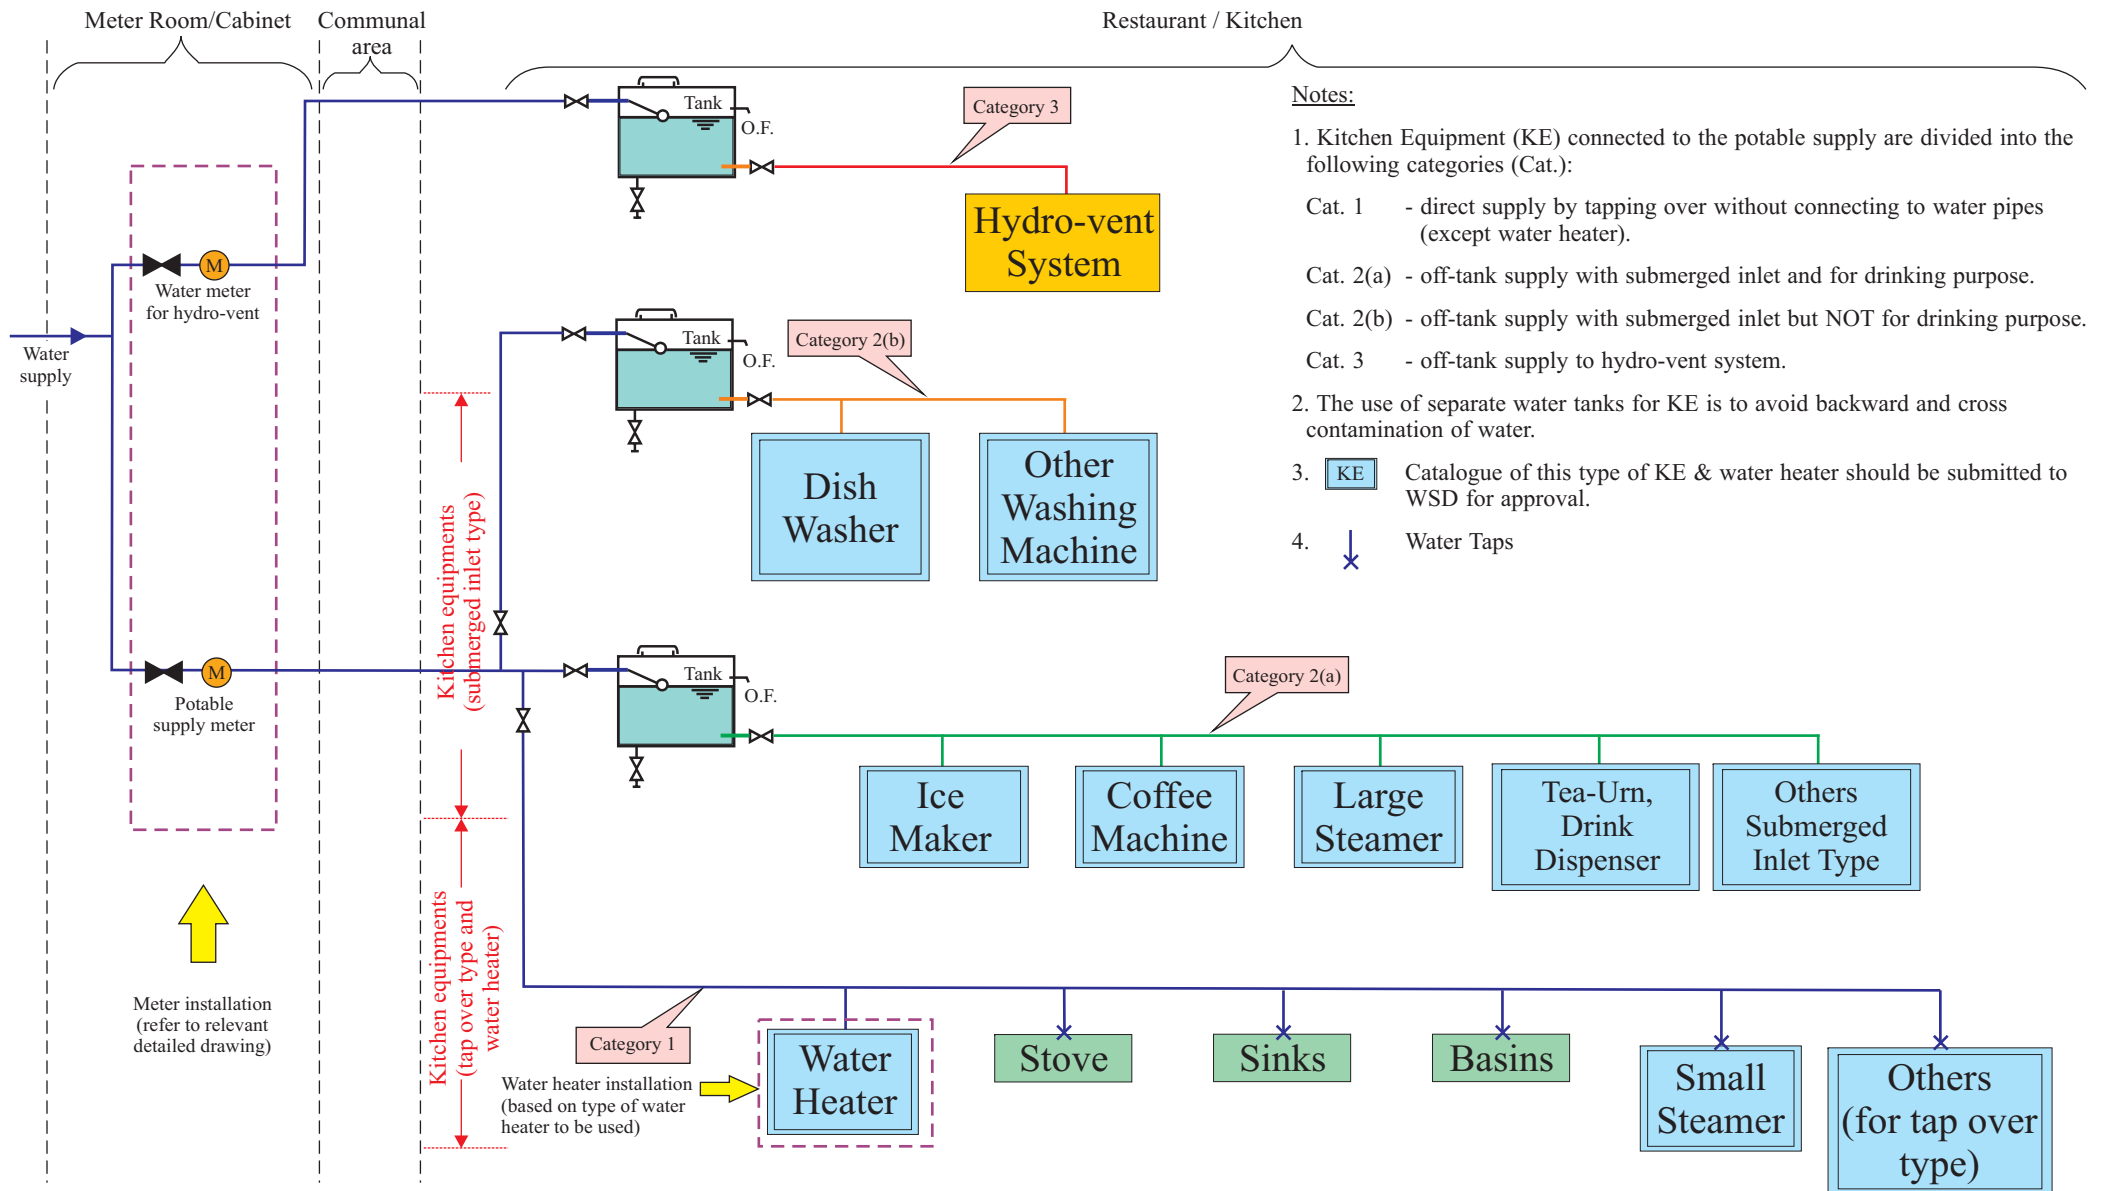 Meter Room/Cabinet
Communal
area
Restaurant / Kitchen
Tank
O.F.
Category 3
Hydro-vent
System
M
Water meter
for hydro-vent
Water
supply
Tank
O.F.
Category 2(b)
Dish
Washer
Other
Washing
Machine
Kitchen equipments
(submerged inlet type)
M
Potable
supply meter
Tank
O.F.
Category 2(a)
Ice
Maker
Coffee
Machine
Large
Steamer
Tea-Urn,
Drink
Dispenser
Others
Submerged
Inlet Type
Kitchen equipments
(tap over type and
water heater)
Meter installation
(refer to relevant
detailed drawing)
Category 1
Water heater installation
(based on type of water
heater to be used)
Water
Heater
Stove
Sinks
Basins
Small
Steamer
Others
(for tap over
type)
Notes:
1. Kitchen Equipment (KE) connected to the potable supply are divided into the
following categories (Cat.):
Cat. 1 - direct supply by tapping over without connecting to water pipes
(except water heater).
Cat. 2(a) - off-tank supply with submerged inlet and for drinking purpose.
Cat. 2(b) - off-tank supply with submerged inlet but NOT for drinking purpose.
Cat. 3 - off-tank supply to hydro-vent system.
2. The use of separate water tanks for KE is to avoid backward and cross
contamination of water.
3. KE Catalogue of this type of KE & water heater should be submitted to
WSD for approval.
4. Water Taps